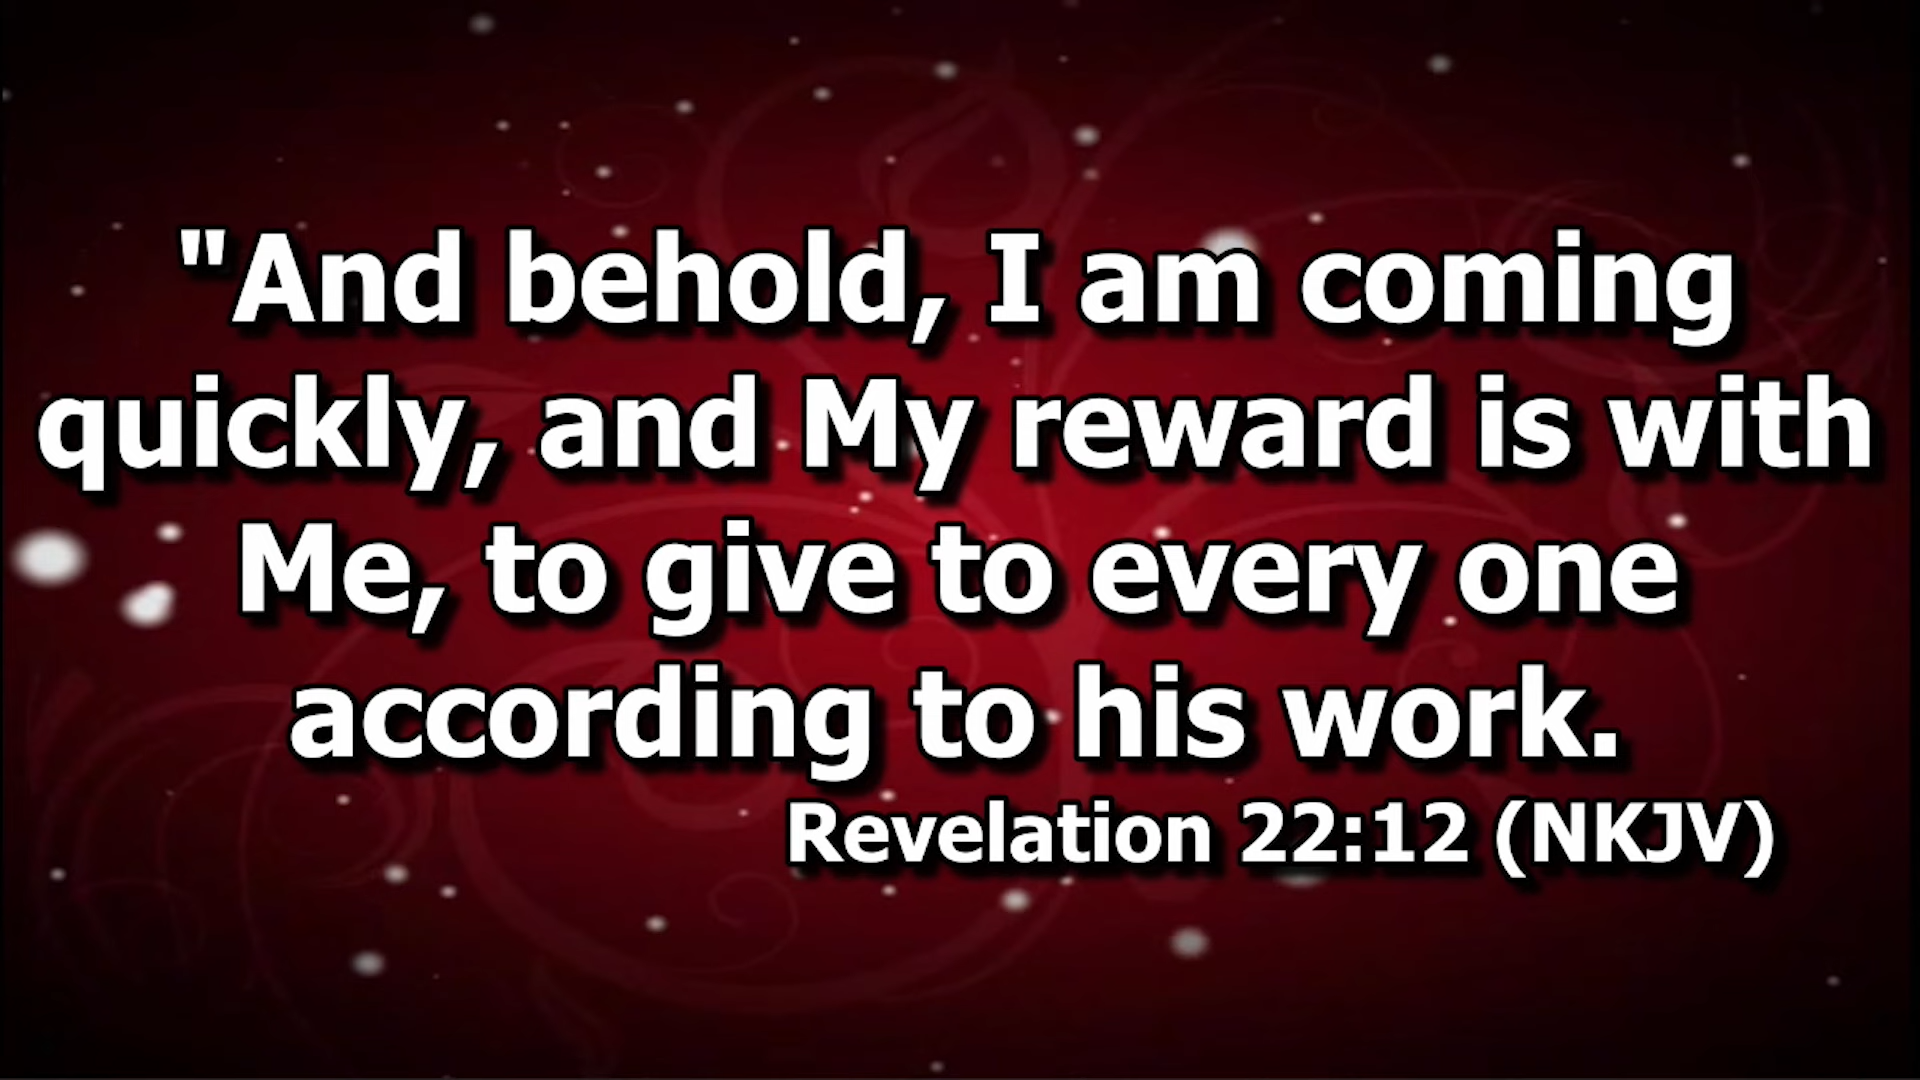 "And behold, I am coming
quickly, and My reward is with
Me, to give to every one
according to his work.
Revelation 22:12 (NKJV)